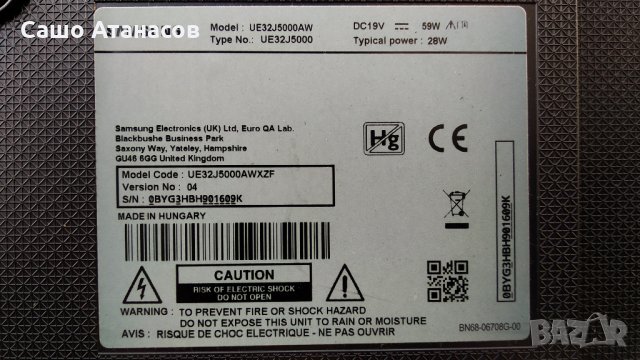 Сашо Атанасов
Model : UE32J5000AW
Type No.: UE32J5000
DC19V 59W
Typical power : 28W
Samsung Electronics (UK) Ltd, Euro QA Lab.
Blackbushe Business Park
Saxony Way, Yateley, Hampshire
GU46 6GG United Kingdom
Hg
CE
Model Code : UE32J5000AWXZF
Version No : 04
S/N : 0BYG3HBH901609K
MADE IN HUNGARY
0BYG3HBH901609K
CAUTION
RISK OF ELECTRIC SHOCK
DO NOT OPEN
WARNING : TO PREVENT FIRE OR SHOCK HAZARD
DO NOT EXPOSE THIS UNIT TO RAIN OR MOISTURE
AVIS : RISQUE DE CHOC ELECTRIQUE - NE PAS OUVRIR
BN68-06708G-00
BAZAR
bg